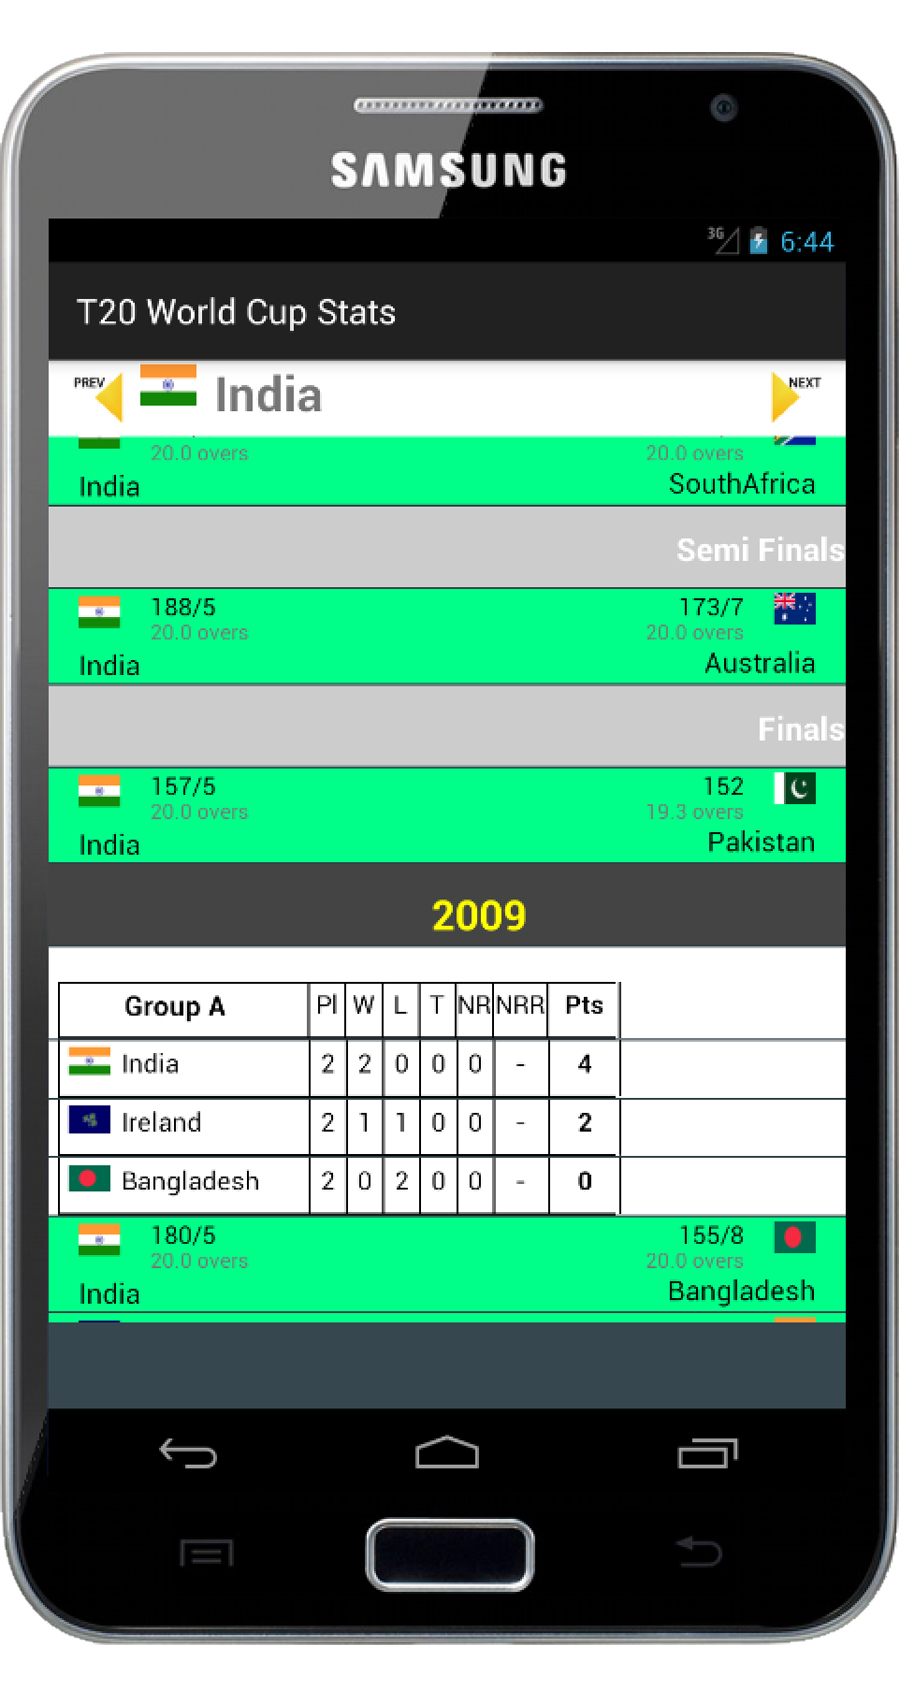 SAMSUNG
3G 6:44
T20 World Cup Stats
PREV India NEXT
20.0 overs 20.0 overs
India SouthAfrica
Semi Finals
188/5 173/7
20.0 overs 20.0 overs
India Australia
Finals
157/5 152
20.0 overs 19.3 overs
India Pakistan
2009
Group A Pl W L T NR NRR Pts
India 2 2 0 0 0 - 4
Ireland 2 1 1 0 0 - 2
Bangladesh 2 0 2 0 0 - 0
180/5 155/8
20.0 overs 20.0 overs
India Bangladesh